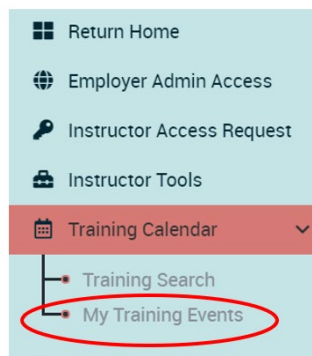 Return Home
Employer Admin Access
Instructor Access Request
Instructor Tools
Training Calendar
Training Search
My Training Events